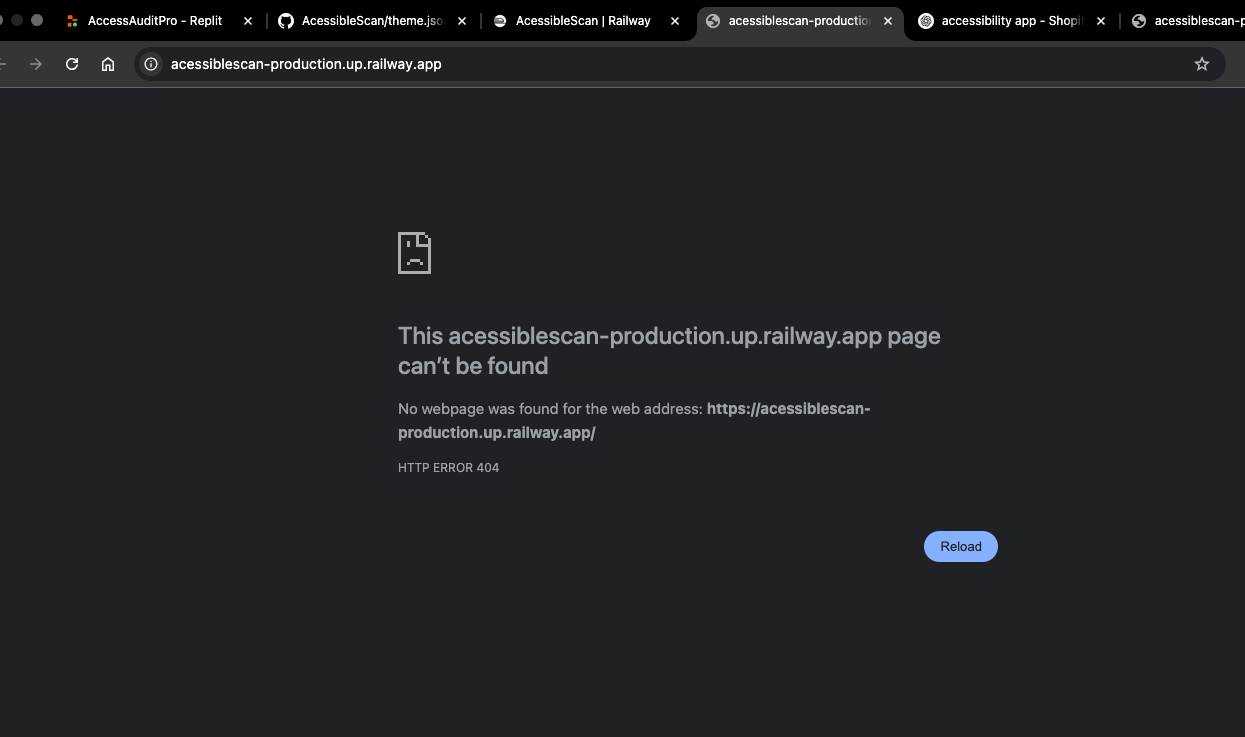 AccessAuditPro - Replit
AcessibleScan/theme.jso
AcessibleScan | Railway
acessiblescan-productio
accessibility app - Shopi
acessiblescan-p
acessiblescan-production.up.railway.app
This acessiblescan-production.up.railway.app page
can’t be found
No webpage was found for the web address: https://acessiblescan-
production.up.railway.app/
HTTP ERROR 404
Reload